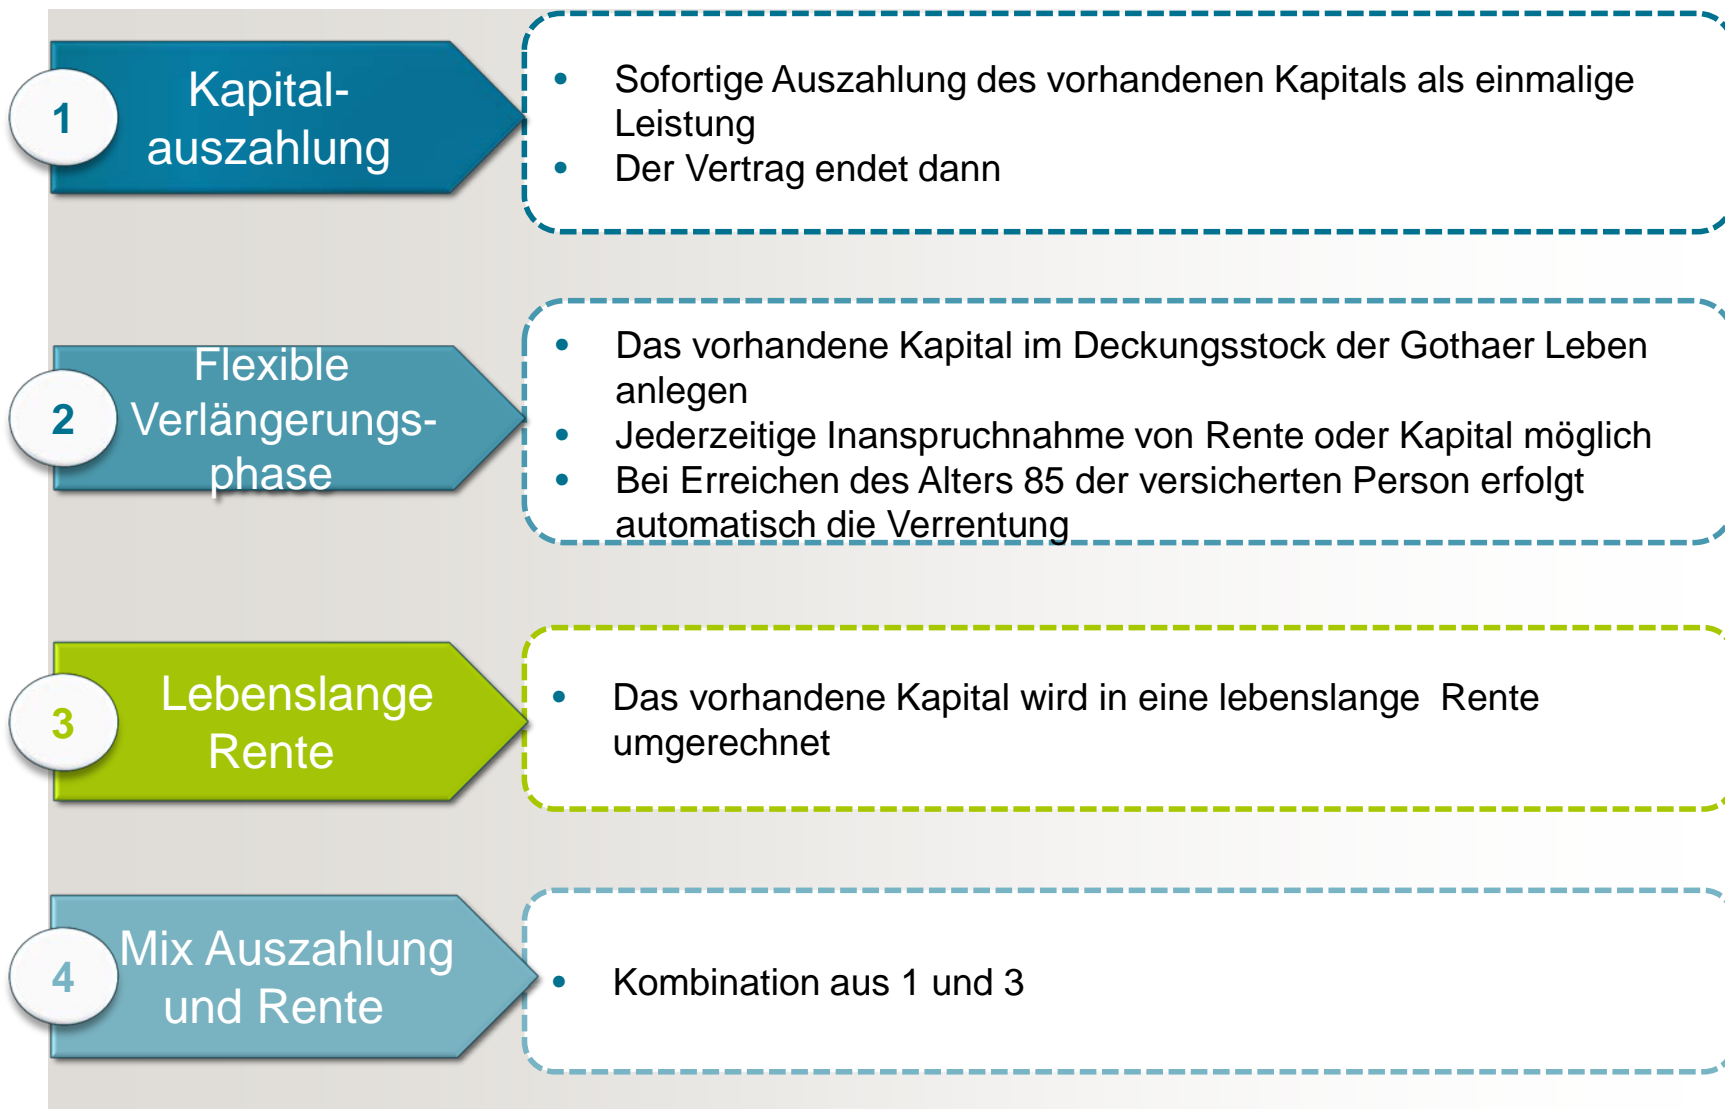 1
Kapital-
auszahlung
• Sofortige Auszahlung des vorhandenen Kapitals als einmalige
Leistung
• Der Vertrag endet dann
2
Flexible
Verlängerungs-
phase
• Das vorhandene Kapital im Deckungsstock der Gothaer Leben
anlegen
• Jederzeitige Inanspruchnahme von Rente oder Kapital möglich
• Bei Erreichen des Alters 85 der versicherten Person erfolgt
automatisch die Verrentung
3
Lebenslange
Rente
• Das vorhandene Kapital wird in eine lebenslange Rente
umgerechnet
4
Mix Auszahlung
und Rente
• Kombination aus 1 und 3